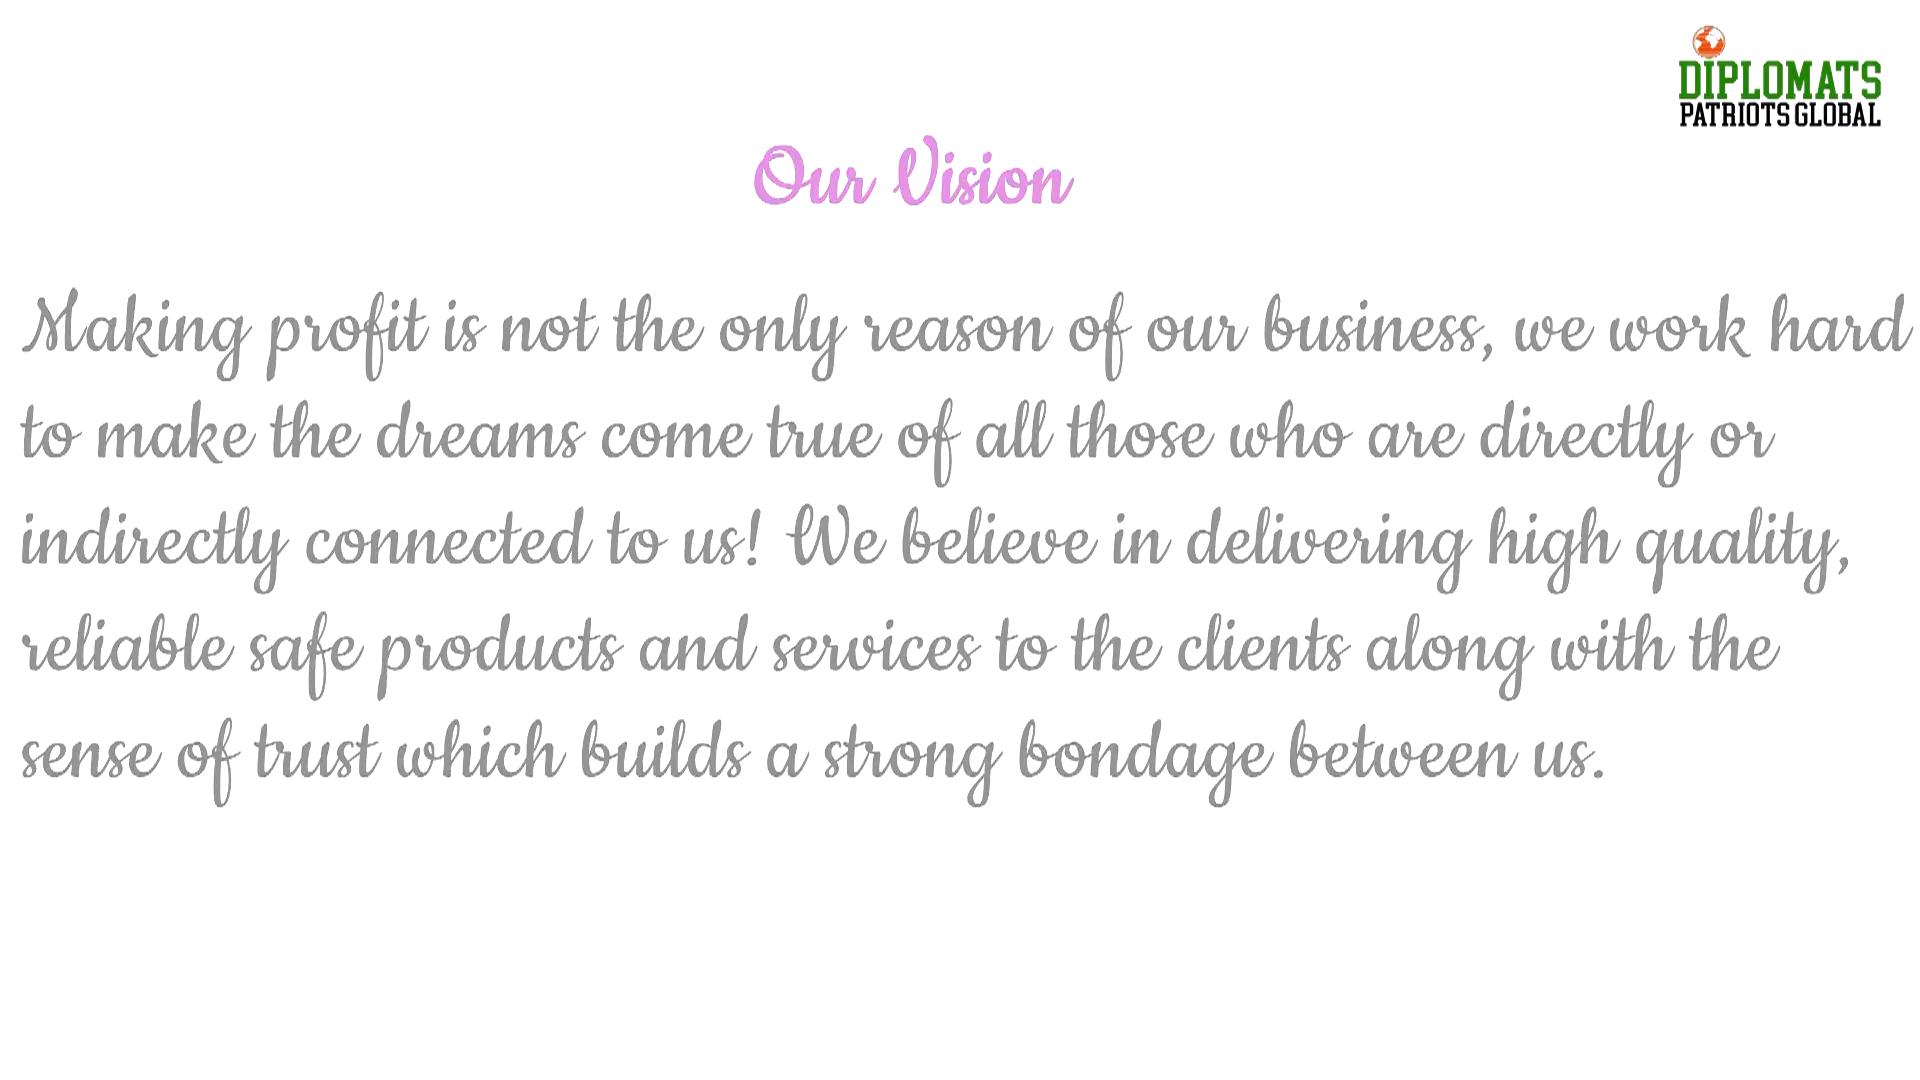 DIPLOMATS
PATRIOTS GLOBAL
Our Vision
Making profit is not the only reason of our business, we work hard
to make the dreams come true of all those who are directly or
indirectly connected to us! We believe in delivering high quality,
reliable safe products and services to the clients along with the
sense of trust which builds a strong bondage between us.